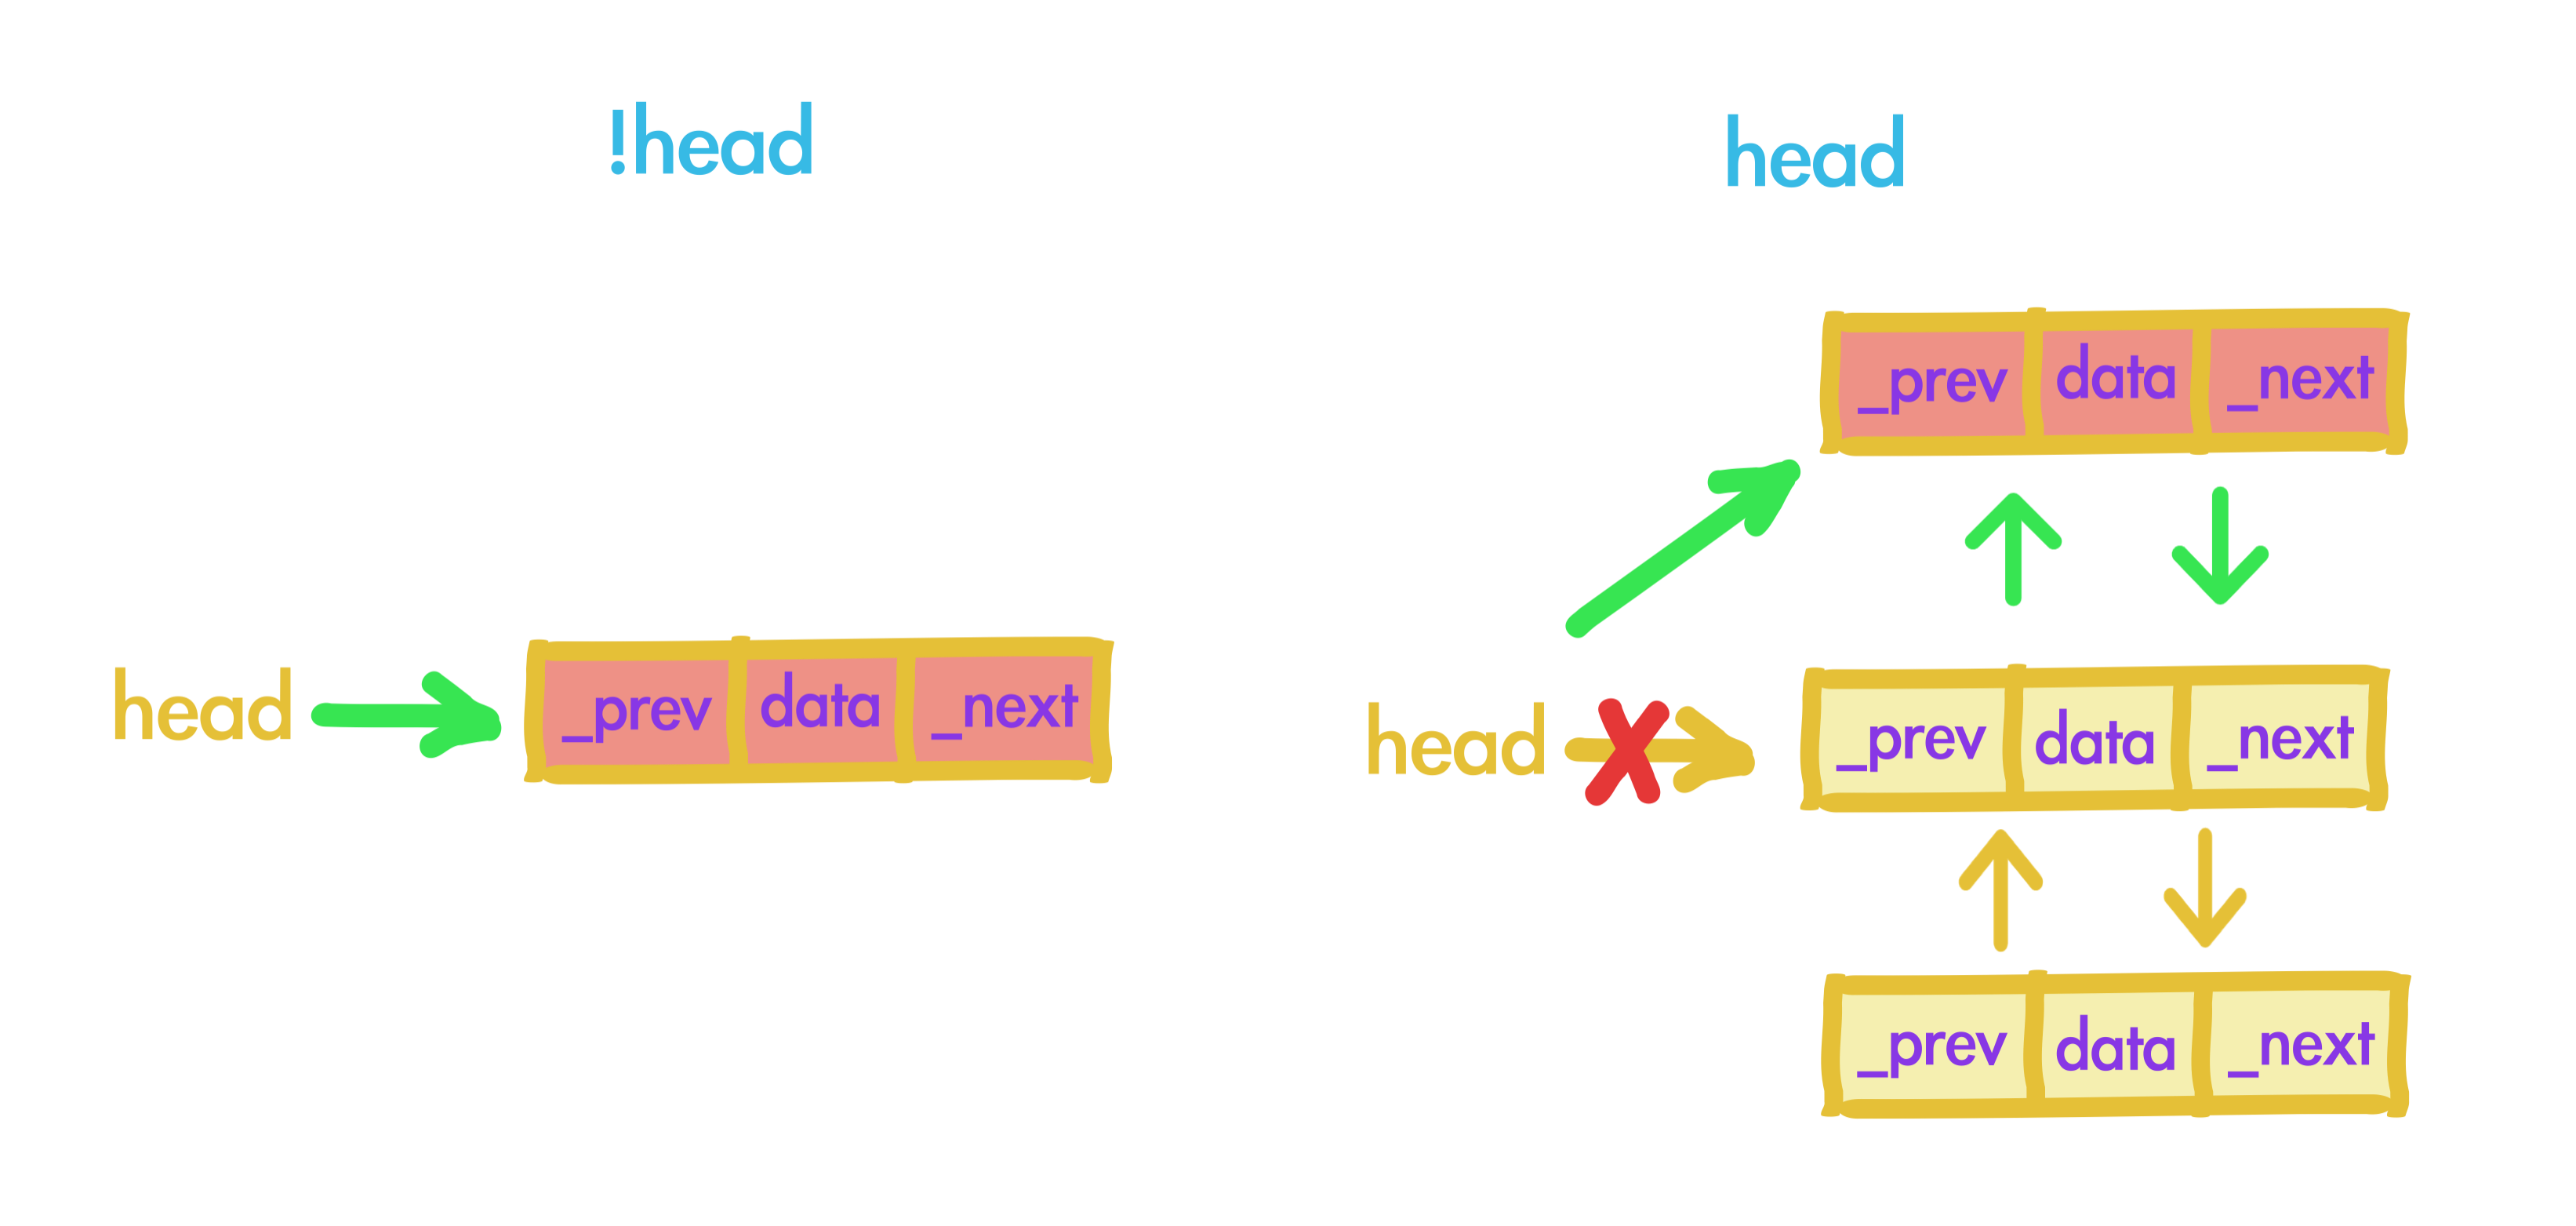 !head
head _prev data _next
head
_prev data _next
head _prev data _next
_prev data _next